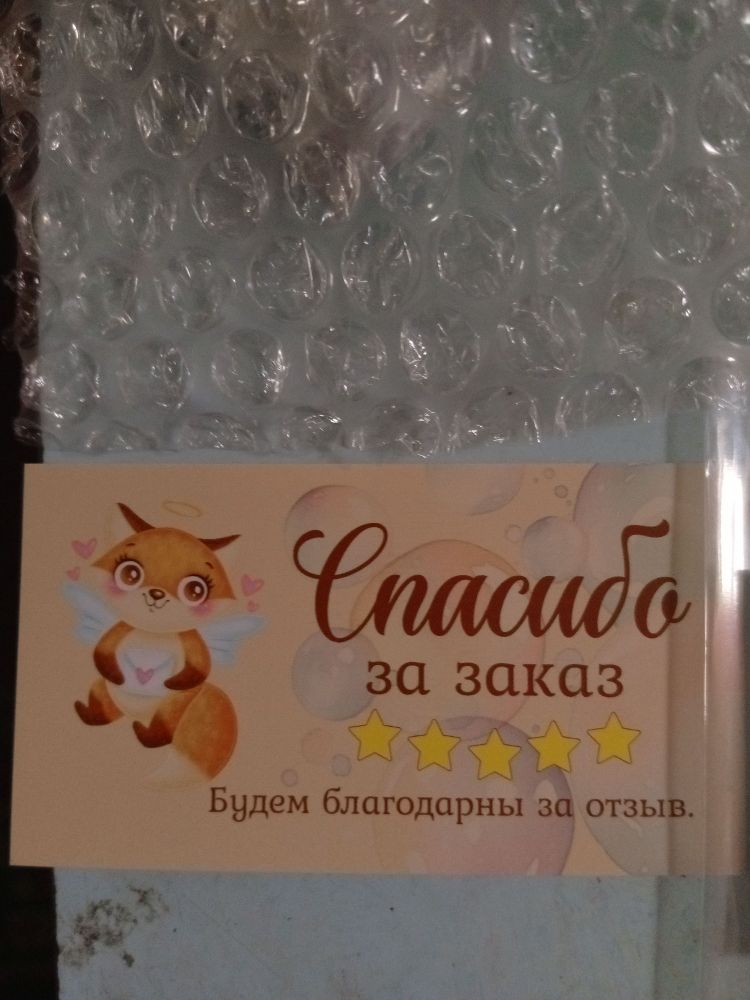 Спасибо
за заказ
Будем благодарны за отзыв.